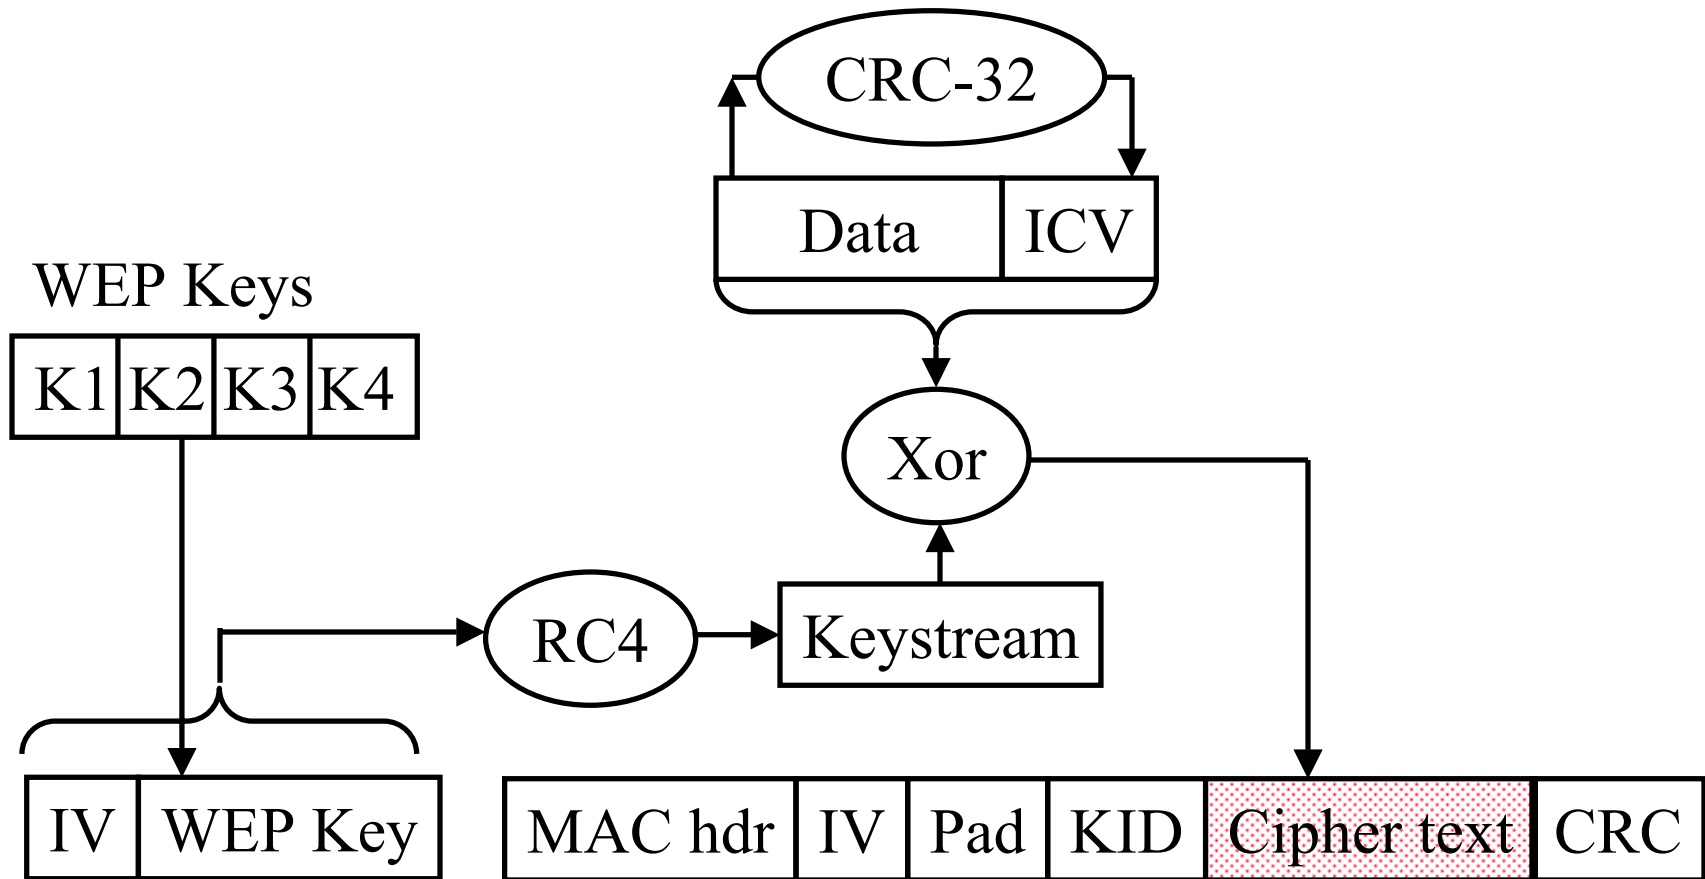 CRC-32
Data ICV
WEP Keys
K1 K2 K3 K4
Xor
RC4 Keystream
IV WEP Key
MAC hdr IV Pad KID Cipher text CRC